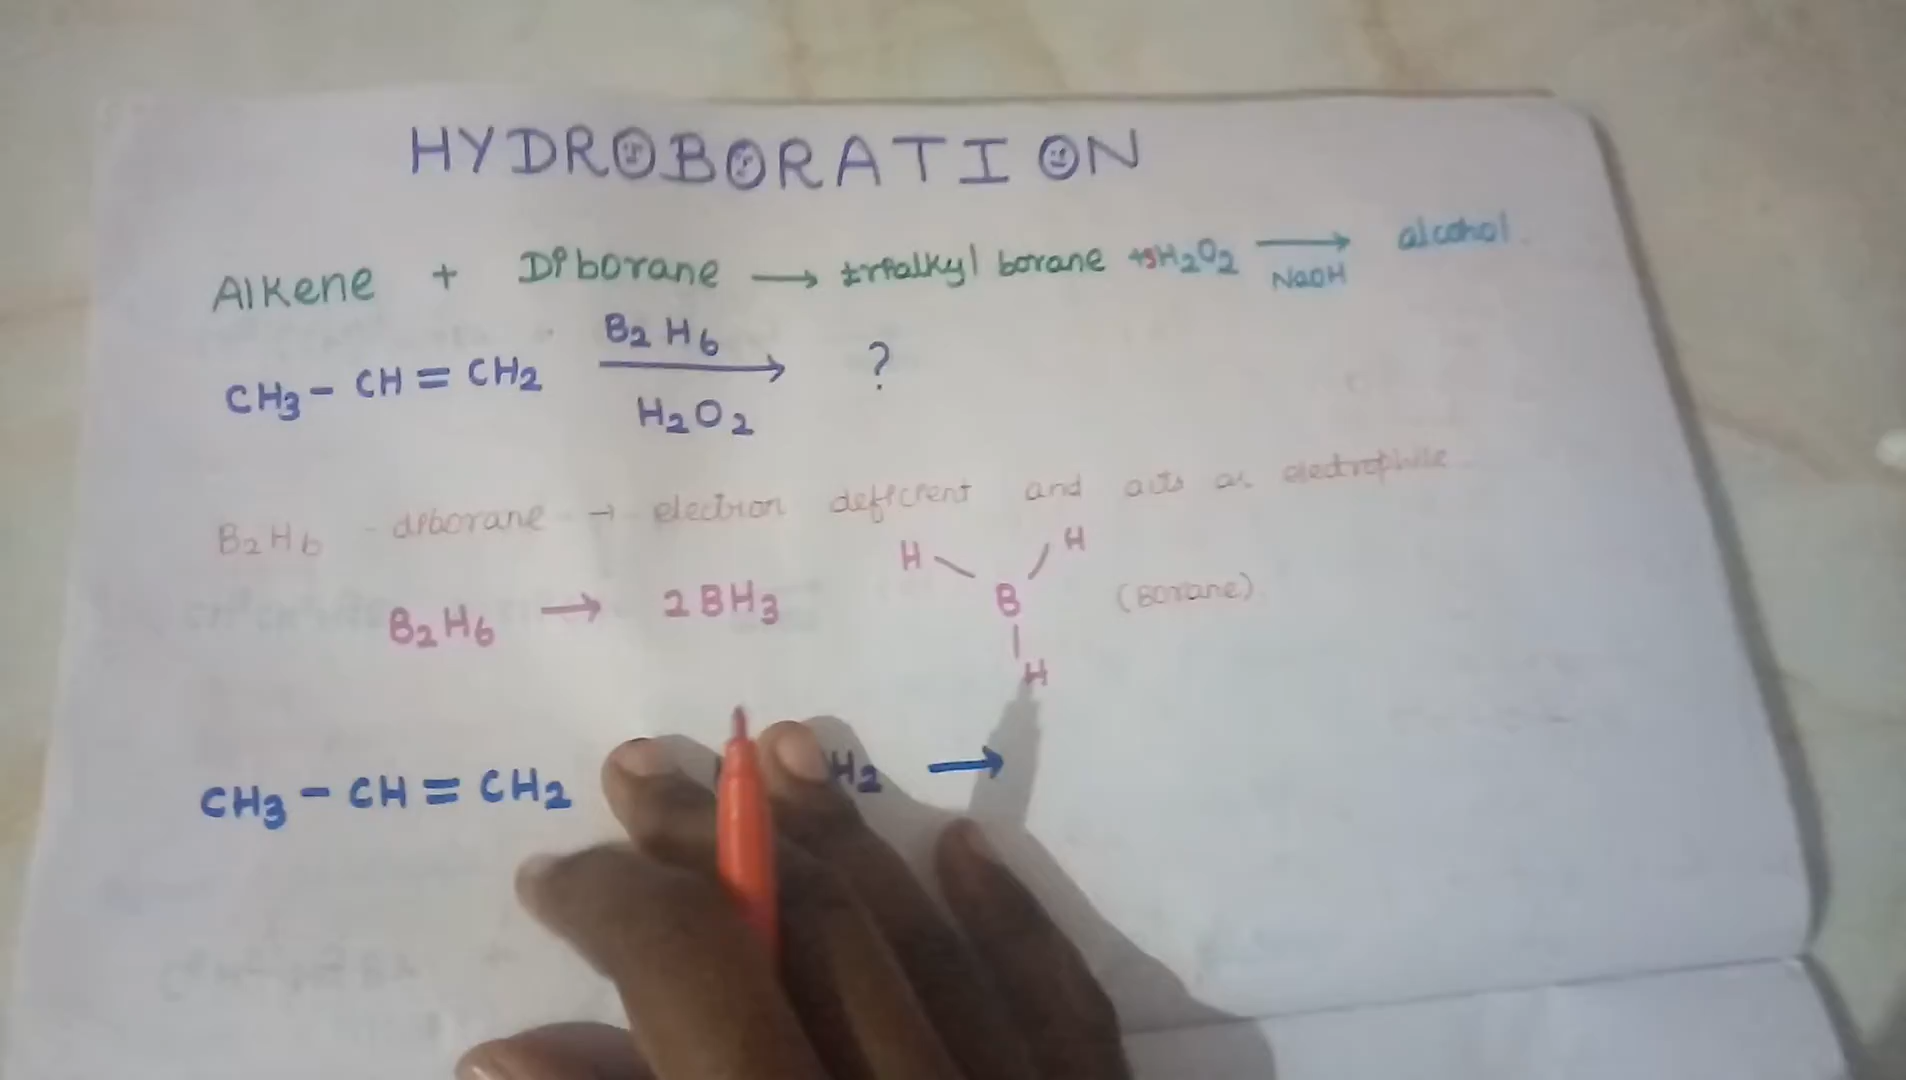 HYDROBORATION
Alkene + Diborane → trialkyl borane + H2O2 → alcohol
NaOH
B2H6
CH3 - CH = CH2 → ?
H2O2
B2H6 - diborane → electron deficient and acts as electrophile
H H
B2H6 → 2BH3 B (Borane)
H
CH3 - CH = CH2 H2 →